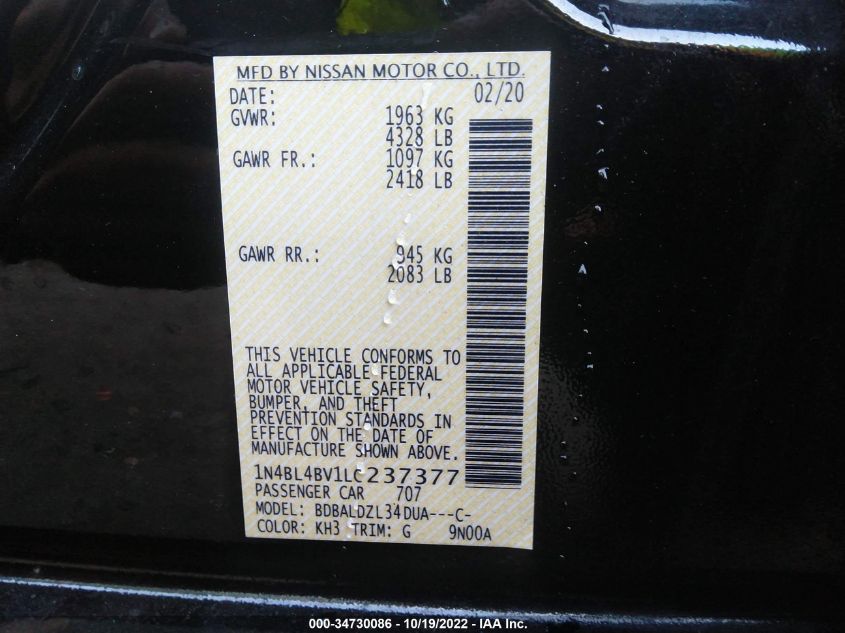 MFD BY NISSAN MOTOR CO., LTD.
DATE: 02/20
GVWR: 1963 KG
4328 LB
GAWR FR.: 1097 KG
2418 LB
GAWR RR.: 945 KG
2083 LB
THIS VEHICLE CONFORMS TO
ALL APPLICABLE FEDERAL
MOTOR VEHICLE SAFETY,
BUMPER, AND THEFT
PREVENTION STANDARDS IN
EFFECT ON THE DATE OF
MANUFACTURE SHOWN ABOVE.
1N4BL4BV1LC237377
PASSENGER CAR 707
MODEL: BDBALDZL34DUA---C-
COLOR: KH3 TRIM: G 9N00A
000-34730086 - 10/19/2022 - IAA Inc.